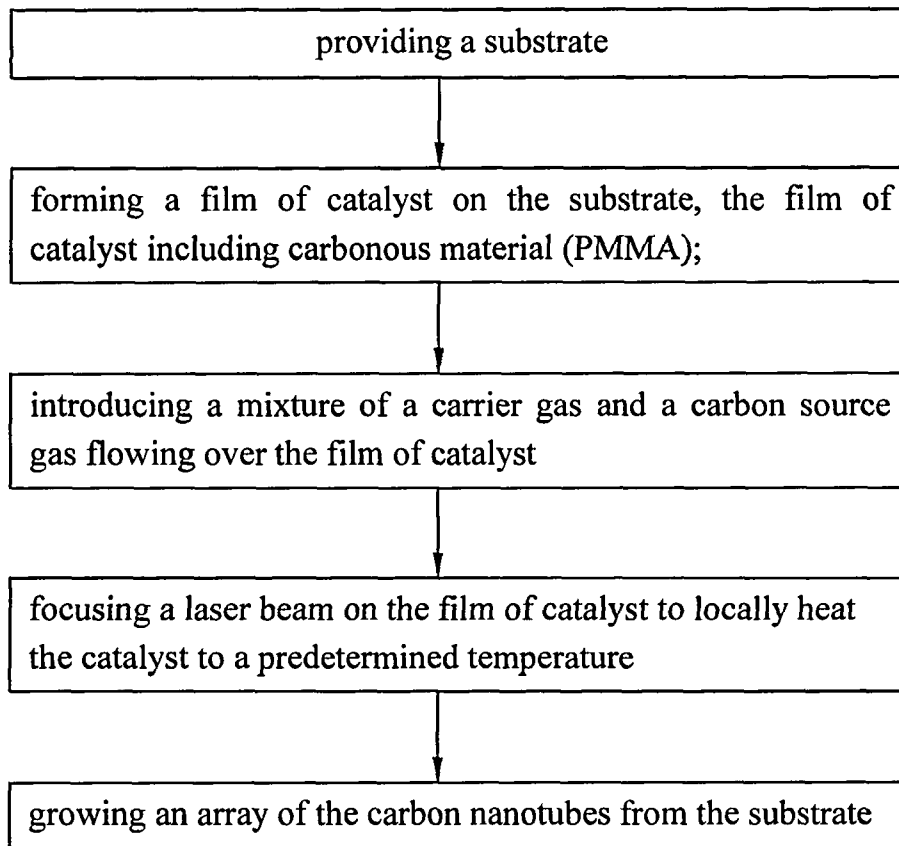 providing a substrate
forming a film of catalyst on the substrate, the film of
catalyst including carbonous material (PMMA);
introducing a mixture of a carrier gas and a carbon source
gas flowing over the film of catalyst
focusing a laser beam on the film of catalyst to locally heat
the catalyst to a predetermined temperature
growing an array of the carbon nanotubes from the substrate